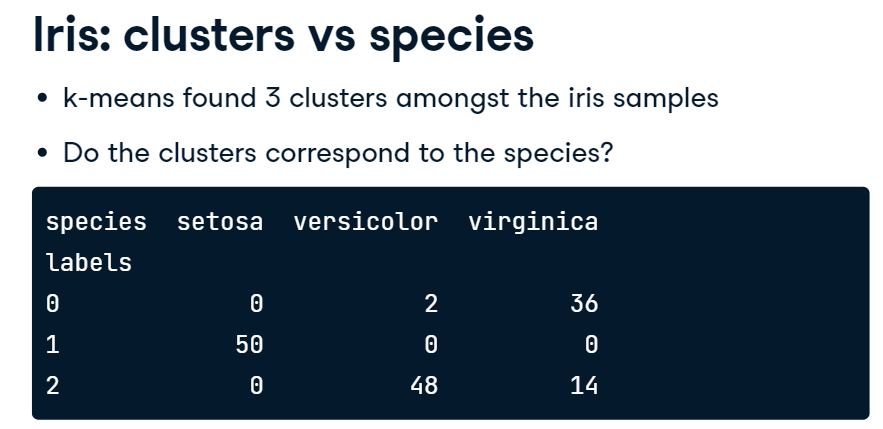 Iris: clusters vs species
• k-means found 3 clusters amongst the iris samples
• Do the clusters correspond to the species?
species  setosa  versicolor  virginica
labels
0             0           2         36
1            50           0          0
2             0          48         14